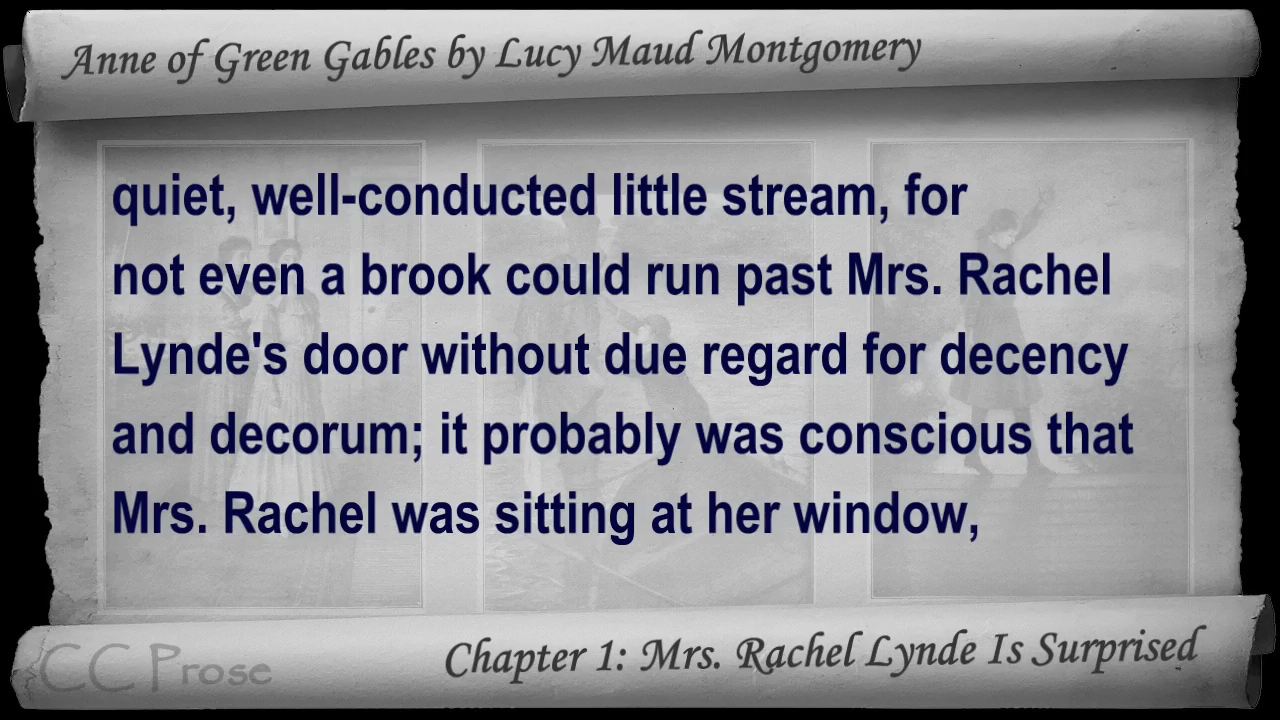 Anne of Green Gables by Lucy Maud Montgomery
quiet, well-conducted little stream, for
not even a brook could run past Mrs. Rachel
Lynde's door without due regard for decency
and decorum; it probably was conscious that
Mrs. Rachel was sitting at her window,
Chapter 1: Mrs. Rachel Lynde Is Surprised
CC Prose